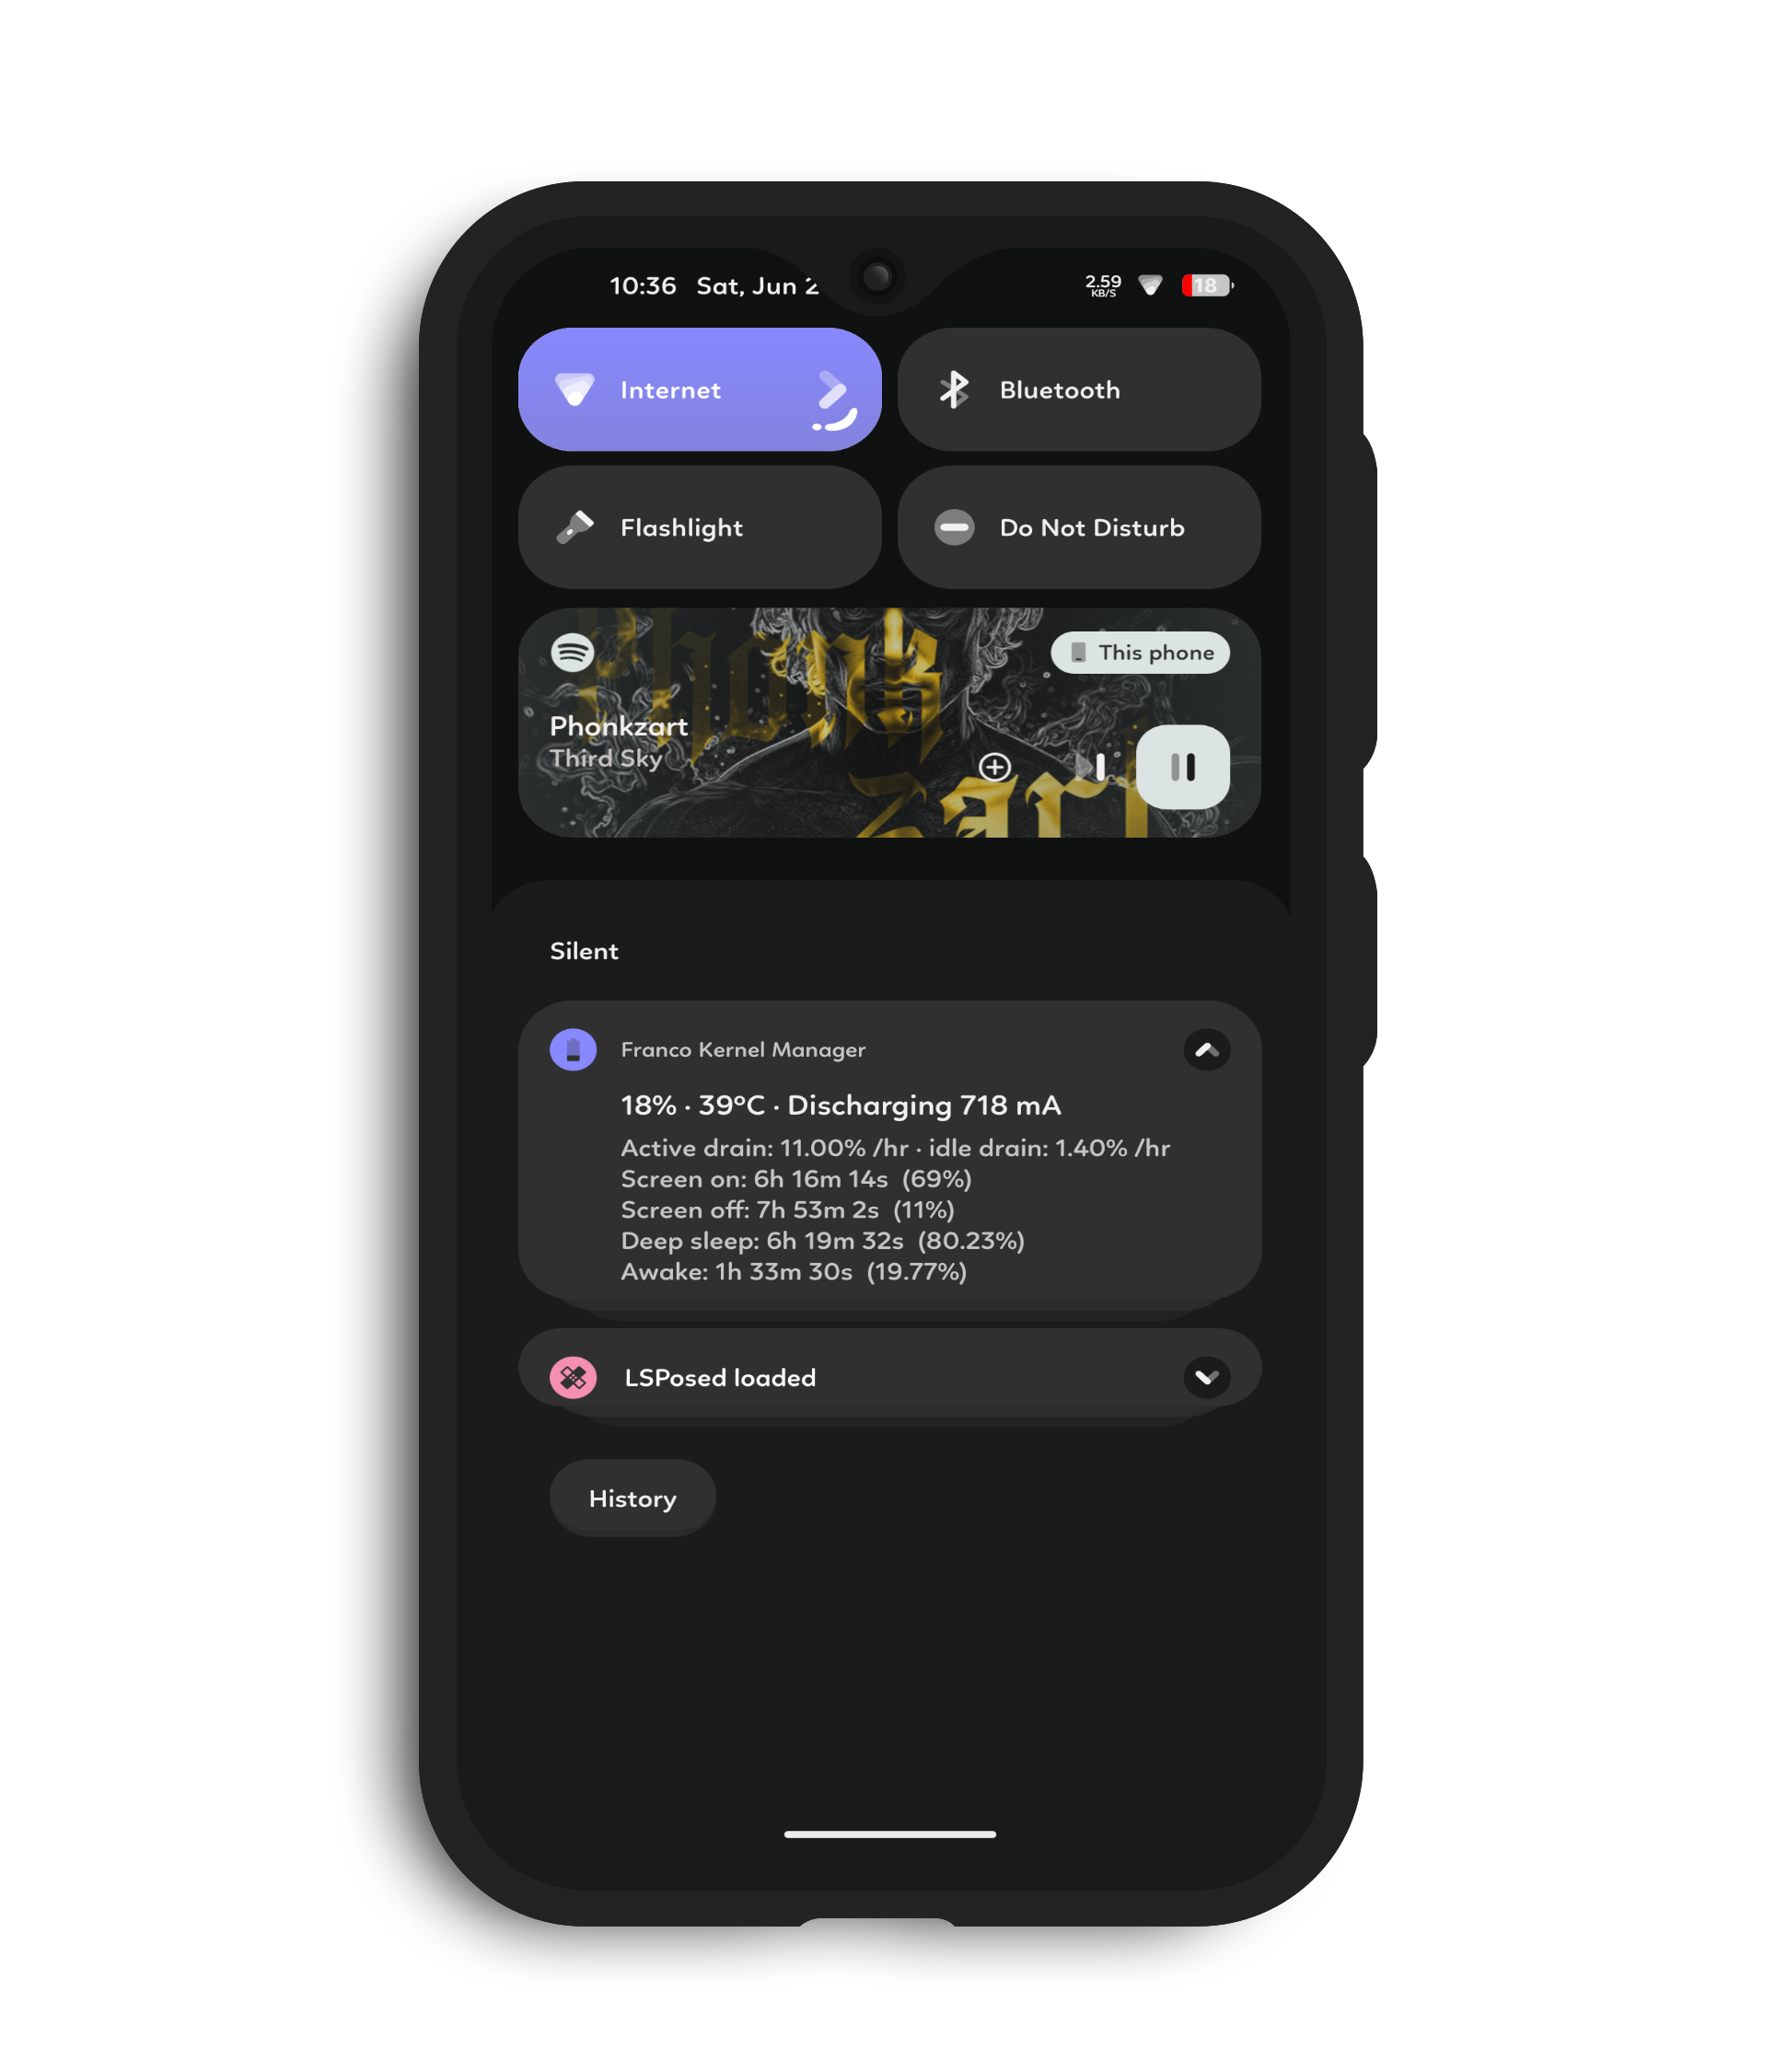 10:36 Sat, Jun 2
2.59
KB/S
18
Internet
Bluetooth
Flashlight
Do Not Disturb
Phonk
This phone
Phonkzart
Third Sky
zart
Silent
Franco Kernel Manager
18% · 39°C · Discharging 718 mA
Active drain: 11.00% /hr · idle drain: 1.40% /hr
Screen on: 6h 16m 14s (69%)
Screen off: 7h 53m 2s (11%)
Deep sleep: 6h 19m 32s (80.23%)
Awake: 1h 33m 30s (19.77%)
LSPosed loaded
History